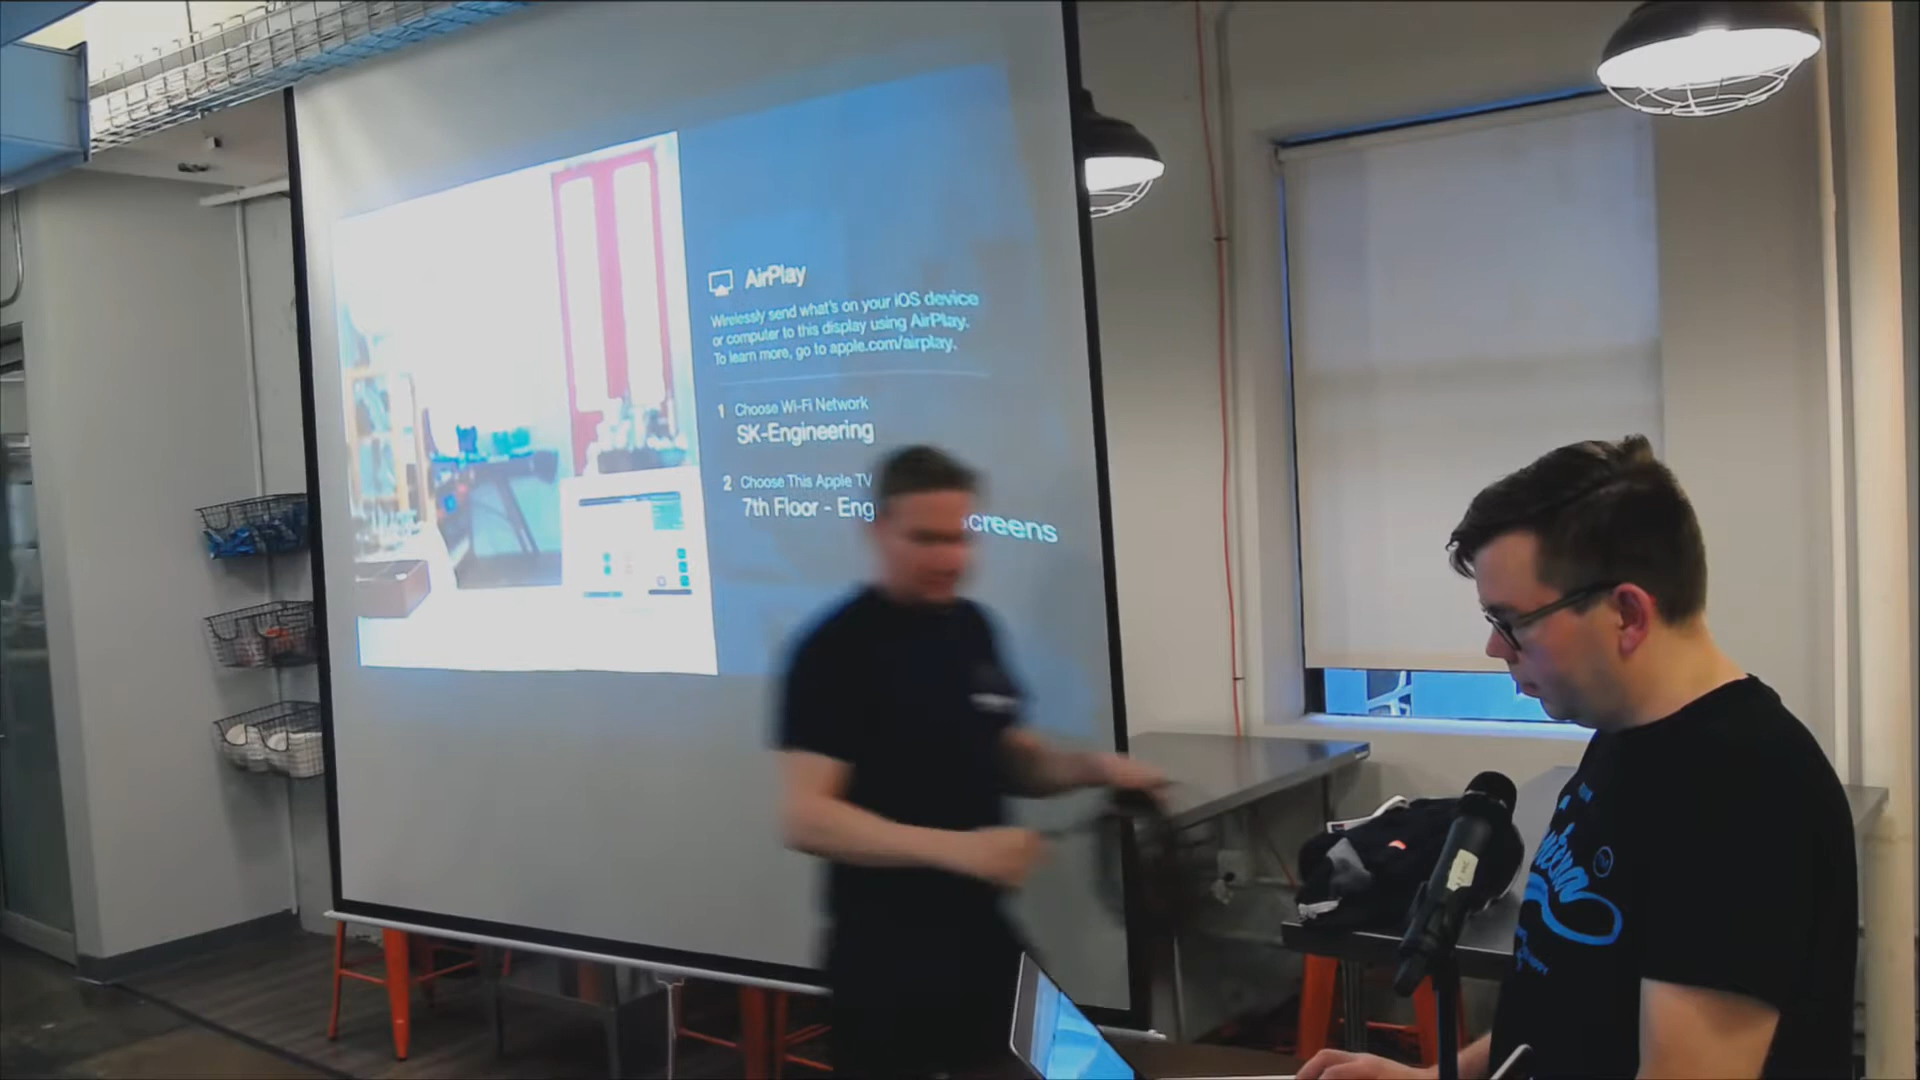 AirPlay
Wirelessly send what's on your iOS device
or computer to this display using AirPlay.
To learn more, go to apple.com/airplay.
1 Choose Wi-Fi Network
SK-Engineering
2 Choose This Apple TV
7th Floor - Eng creens
TM